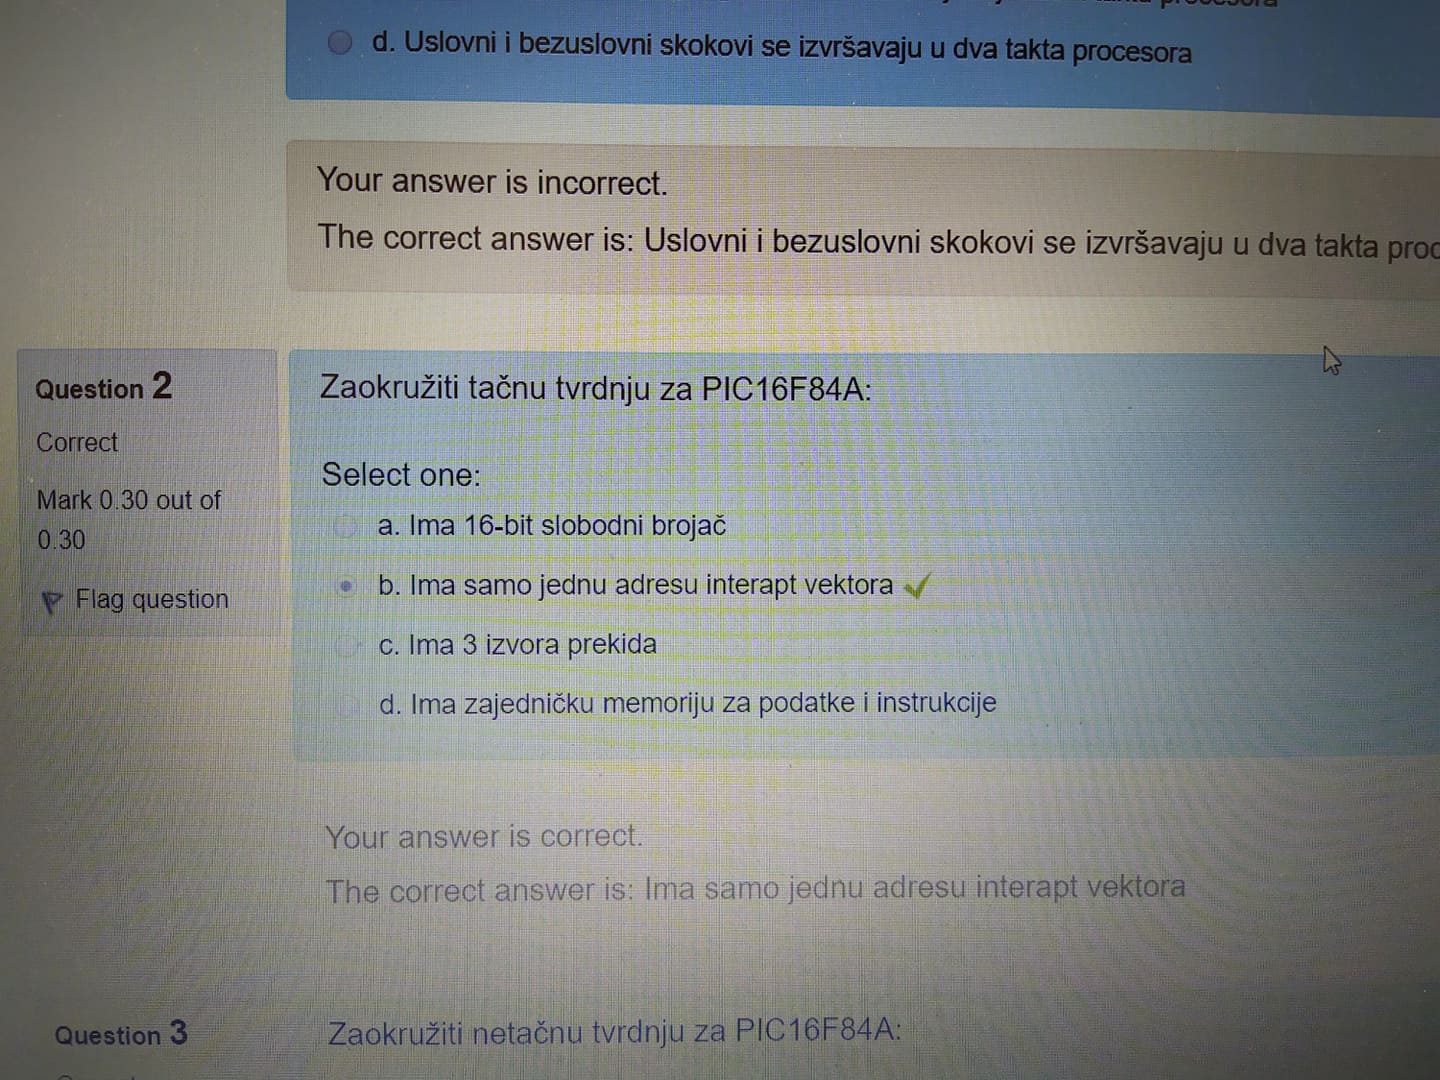 d. Uslovni i bezuslovni skokovi se izvršavaju u dva takta procesora
Your answer is incorrect.
The correct answer is: Uslovni i bezuslovni skokovi se izvršavaju u dva takta
Question 2
Correct
Mark 0.30 out of
0.30
Flag question
Zaokružiti tačnu tvrdnju za PIC16F84A:
Select one:
a. Ima 16-bit slobodni brojač
b. Ima samo jednu adresu interapt vektora
c. Ima 3 izvora prekida
d. Ima zajedničku memoriju za podatke i instrukcije
Your answer is correct.
The correct answer is: Ima samo jednu adresu interapt vektora
Question 3
Zaokružiti netačnu tvrdnju za PIC16F84A: